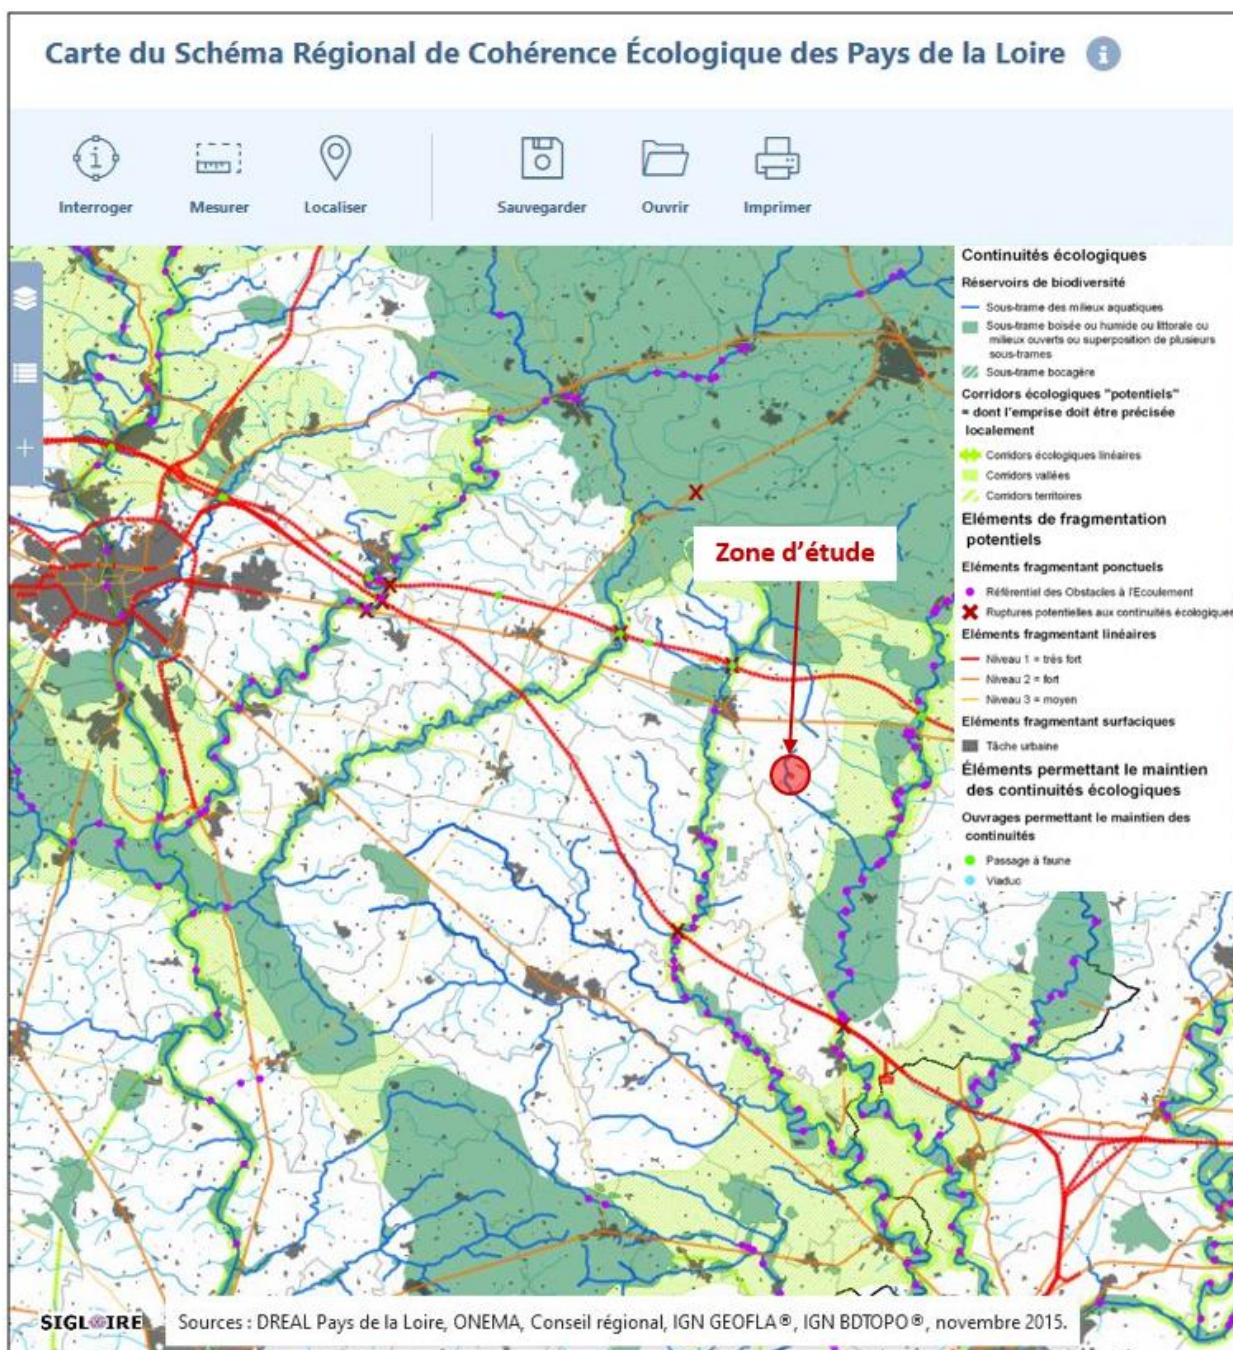 Carte du Schéma Régional de Cohérence Écologique des Pays de la Loire i
Interroger
Mesurer
Localiser
Sauvegarder
Ouvrir
Imprimer
Continuités écologiques
Réservoirs de biodiversité
Sous-trame des milieux aquatiques
Sous-trame boisée ou humide ou littorale ou
milieux ouverts ou superposition de plusieurs
sous-trames
Sous-trame bocagère
Corridors écologiques "potentiels"
= dont l'emprise doit être précisée
localement
Corridors écologiques linéaires
Corridors vallées
Corridors territoires
Eléments de fragmentation
potentiels
Eléments fragmentant ponctuels
Référentiel des Obstacles à l'Ecoulement
Ruptures potentielles aux continuités écologiques
Eléments fragmentant linéaires
Niveau 1 = très fort
Niveau 2 = fort
Niveau 3 = moyen
Eléments fragmentant surfaciques
Tâche urbaine
Éléments permettant le maintien
des continuités écologiques
Ouvrages permettant le maintien des
continuités
Passage à faune
Viaduc
Zone d'étude
SIGLOIRE
Sources : DREAL Pays de la Loire, ONEMA, Conseil régional, IGN GEOFLA®, IGN BDTOPO®, novembre 2015.